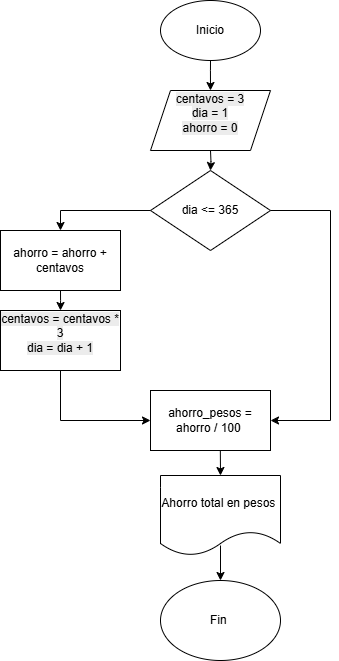 Inicio
centavos = 3
dia = 1
ahorro = 0
dia <= 365
ahorro = ahorro +
centavos
centavos = centavos *
3
dia = dia + 1
ahorro_pesos =
ahorro / 100
Ahorro total en pesos
Fin